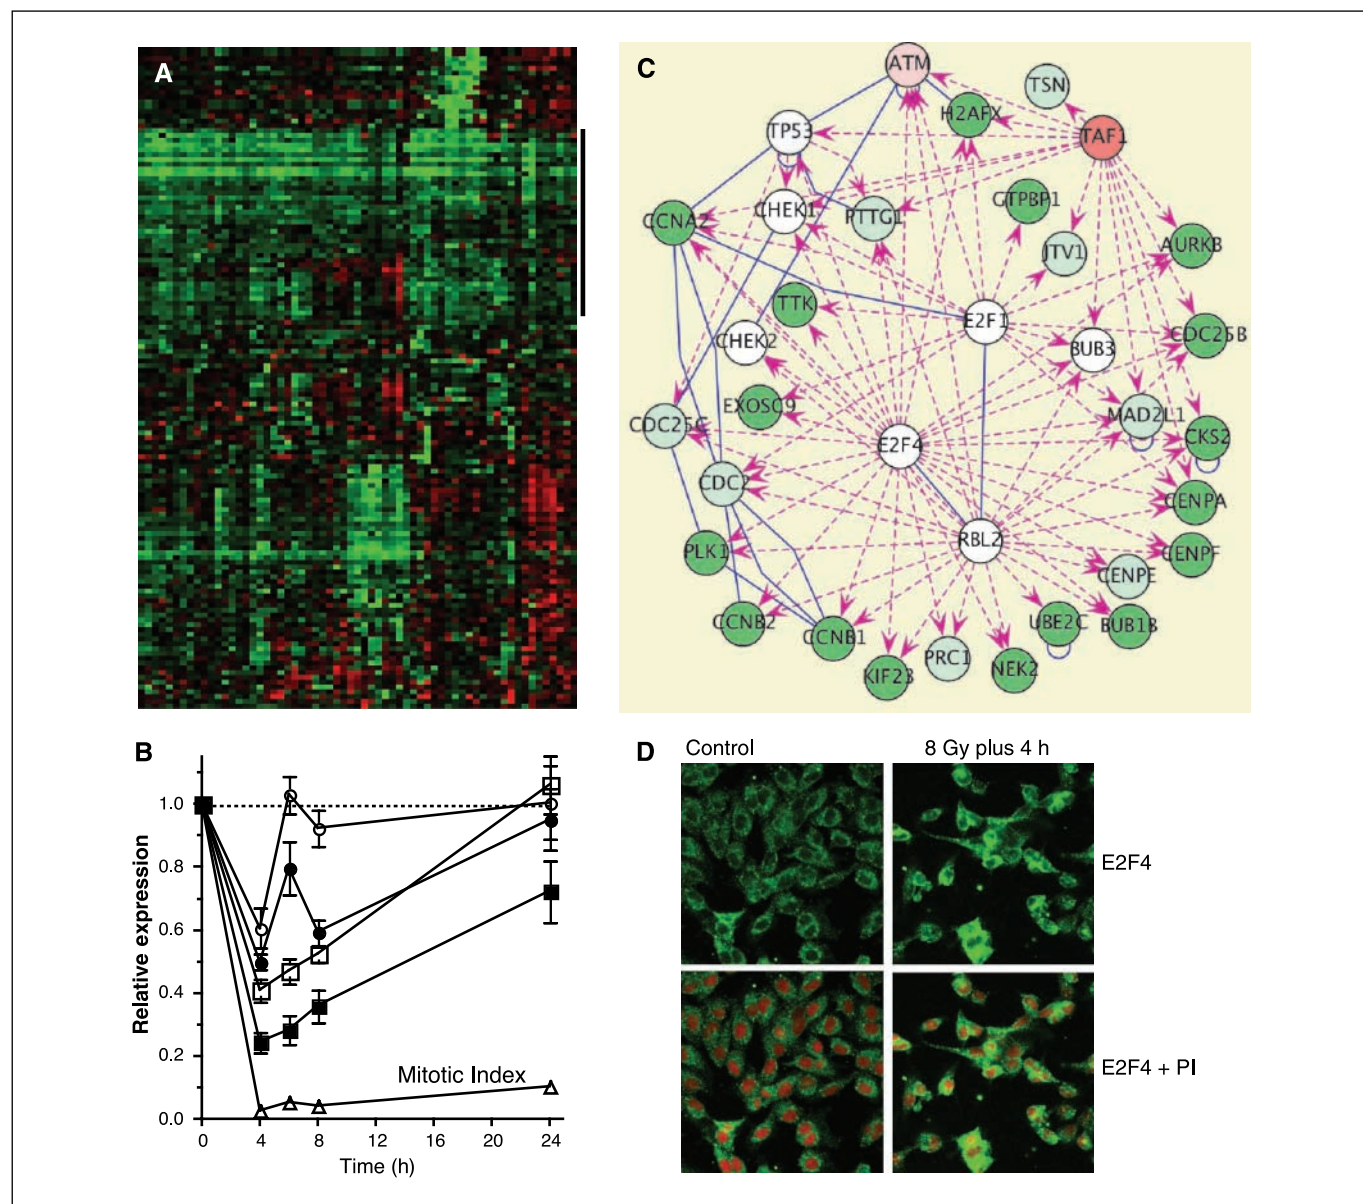 A
C
ATM
TSN
H2AFX
TAF1
TP53
CHEK1
PTTG1
GTPBP1
CCNA2
JTV1
AURKB
TTK
E2F1
CHEK2
BUB3
CDC25B
EXOSC9
MAD2L1
CDC25C
E2F4
CKS2
CDC2
CENPA
RBL2
PLK1
CENPF
CENPE
CCNB2
CCNB1
UBE2C
BUB1B
KIF23
PRC1
NEK2
B
Relative expression
1.0
0.8
0.6
0.4
0.2
0.0
Mitotic Index
0 4 8 12 16 20 24
Time (h)
D
Control 8 Gy plus 4 h
E2F4
E2F4 + PI